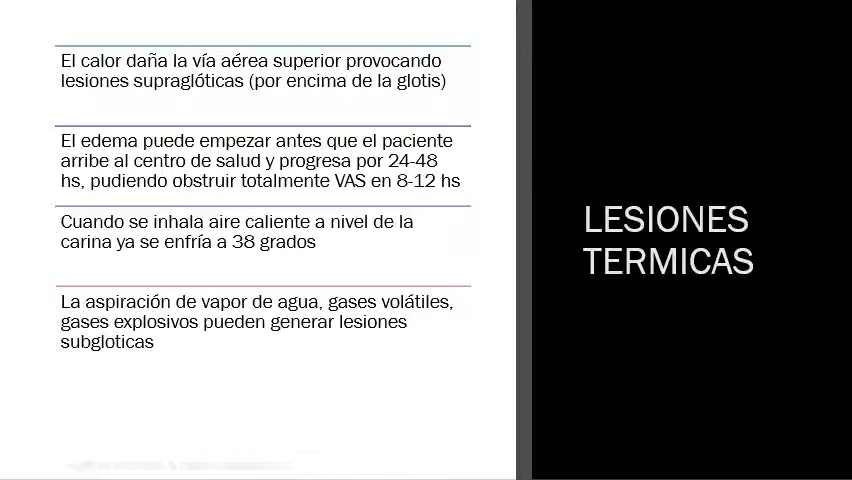 El calor daña la vía aérea superior provocando
lesiones supraglóticas (por encima de la glotis)
El edema puede empezar antes que el paciente
arribe al centro de salud y progresa por 24-48
hs, pudiendo obstruir totalmente VAS en 8-12 hs
Cuando se inhala aire caliente a nivel de la
carina ya se enfría a 38 grados
La aspiración de vapor de agua, gases volátiles,
gases explosivos pueden generar lesiones
subgloticas
LESIONES
TERMICAS